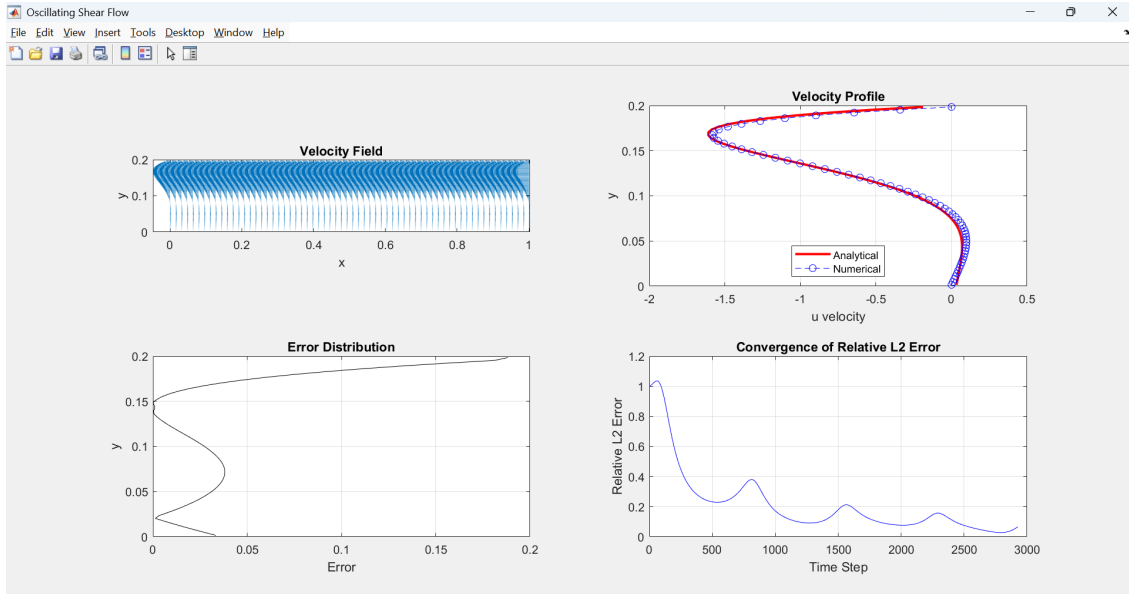 Oscillating Shear Flow
File Edit View Insert Tools Desktop Window Help
Velocity Field
0.2
0.1
0
y
0 0.2 0.4 0.6 0.8 1
x
Velocity Profile
0.2
0.15
0.1
0.05
0
y
Analytical
Numerical
-2 -1.5 -1 -0.5 0 0.5
u velocity
Error Distribution
0.2
0.15
0.1
0.05
0
y
0 0.05 0.1 0.15 0.2
Error
Convergence of Relative L2 Error
1.2
1
0.8
0.6
0.4
0.2
0
Relative L2 Error
0 500 1000 1500 2000 2500 3000
Time Step